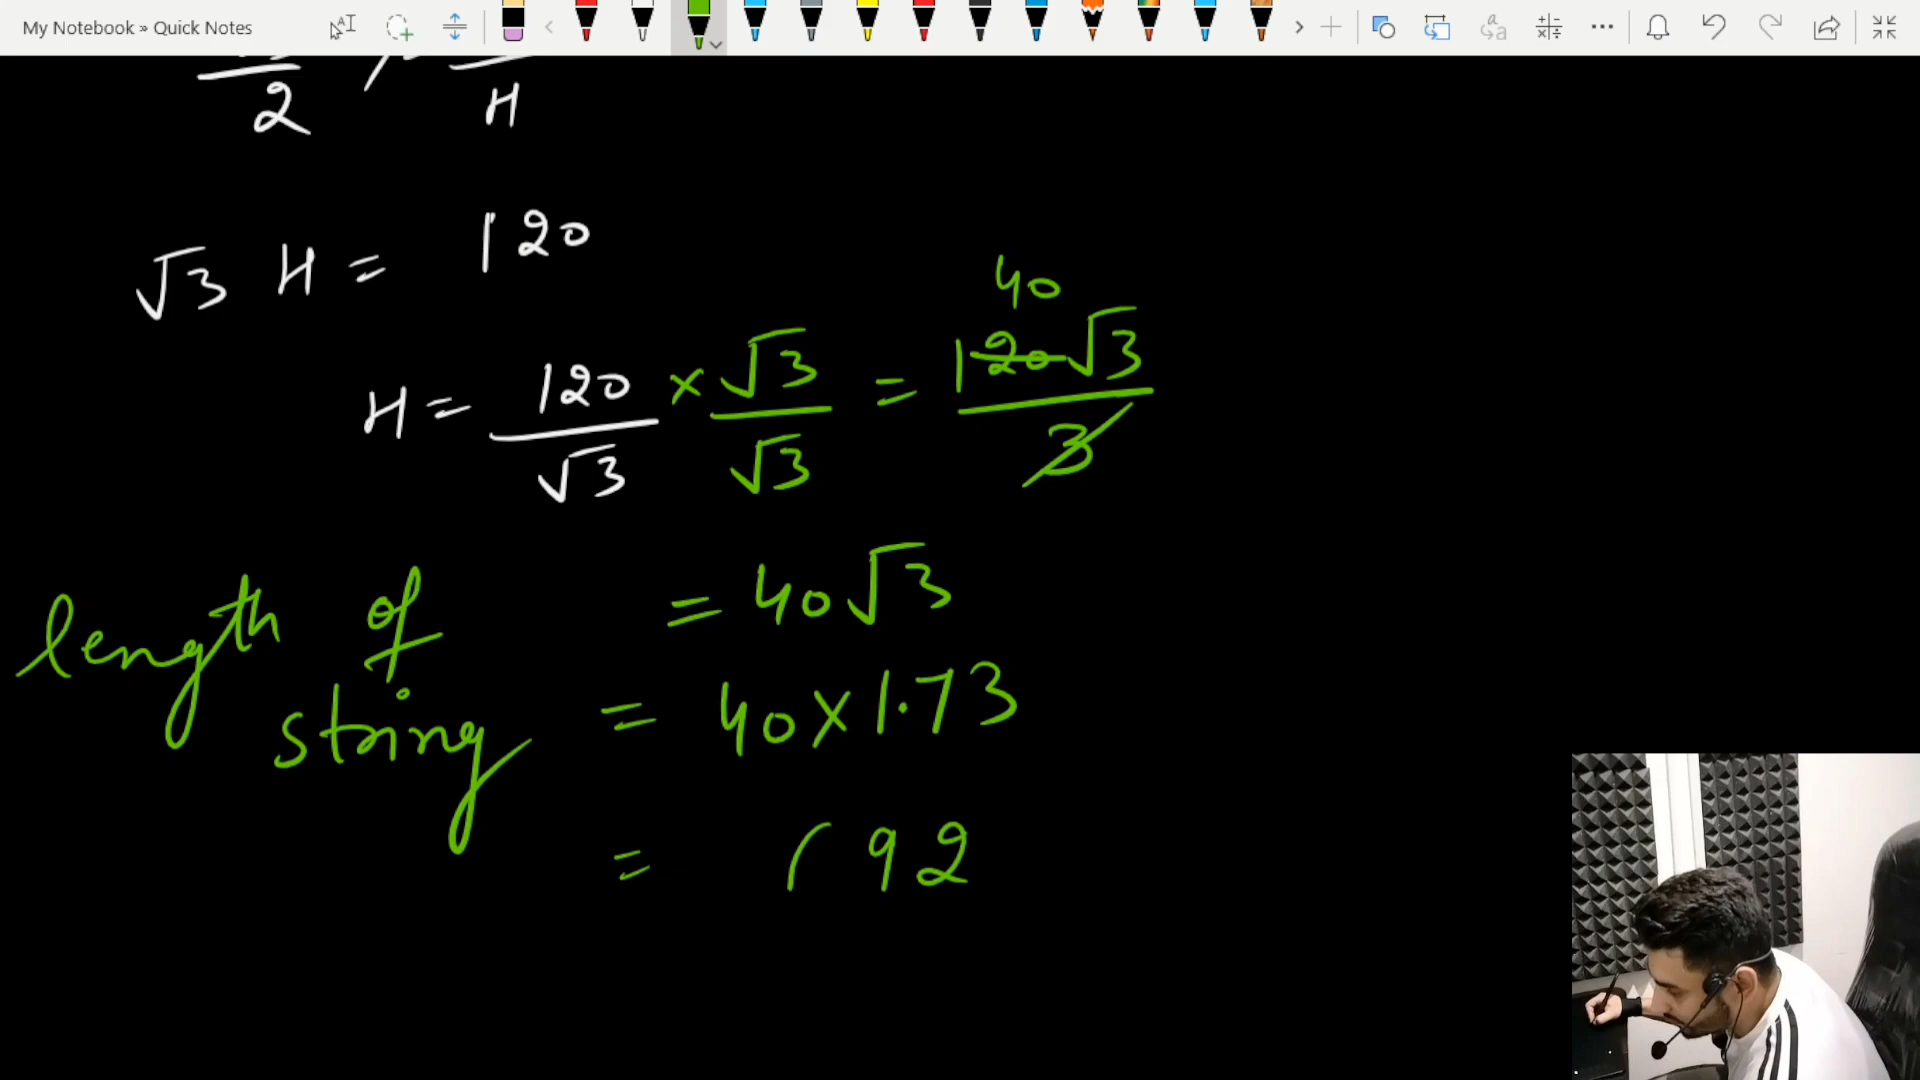 My Notebook » Quick Notes
2 H
√3 H = 120
40
H = 120/√3 × √3/√3 = 120√3/3
length of = 40√3
string = 40×1.73
= 692